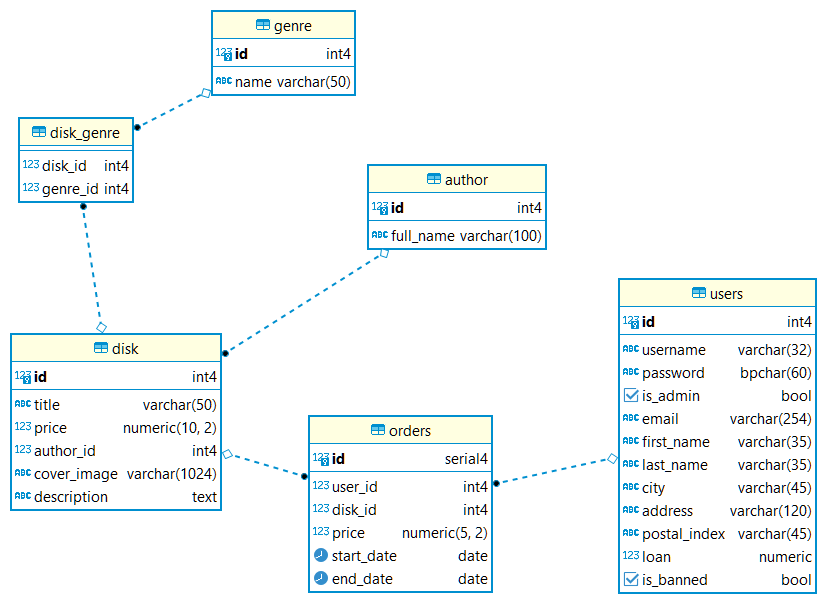 genre
123 id int4
ABC name varchar(50)
disk_genre
123 disk_id int4
123 genre_id int4
author
123 id int4
ABC full_name varchar(100)
users
123 id int4
ABC username varchar(32)
ABC password bpchar(60)
is_admin bool
ABC email varchar(254)
ABC first_name varchar(35)
ABC last_name varchar(35)
ABC city varchar(45)
ABC address varchar(120)
ABC postal_index varchar(45)
123 loan numeric
is_banned bool
disk
123 id int4
ABC title varchar(50)
123 price numeric(10, 2)
123 author_id int4
ABC cover_image varchar(1024)
ABC description text
orders
123 id serial4
123 user_id int4
123 disk_id int4
123 price numeric(5, 2)
start_date date
end_date date